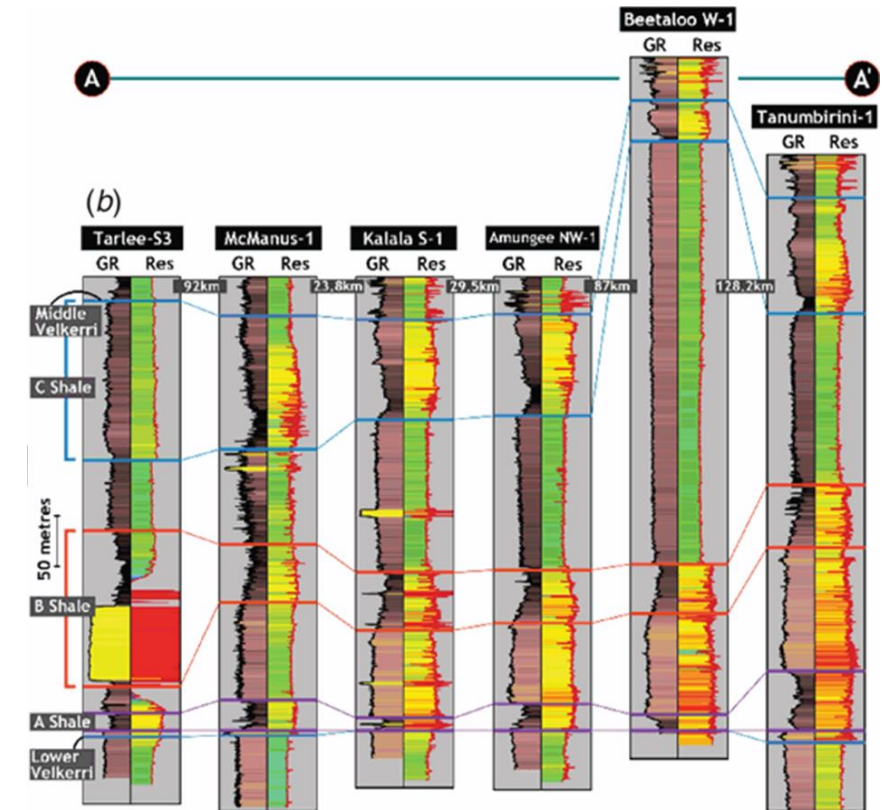 Beetaloo W-1
GR Res
A
A'
Tanumbirini-1
GR Res
(b)
Tarlee-S3
McManus-1
Kalala S-1
Amungee NW-1
GR Res
GR Res
GR Res
GR Res
92km
23.8km
29.5km
87km
128.2km
Middle
Velkerri
C Shale
50 metres
B Shale
A Shale
Lower
Velkerri